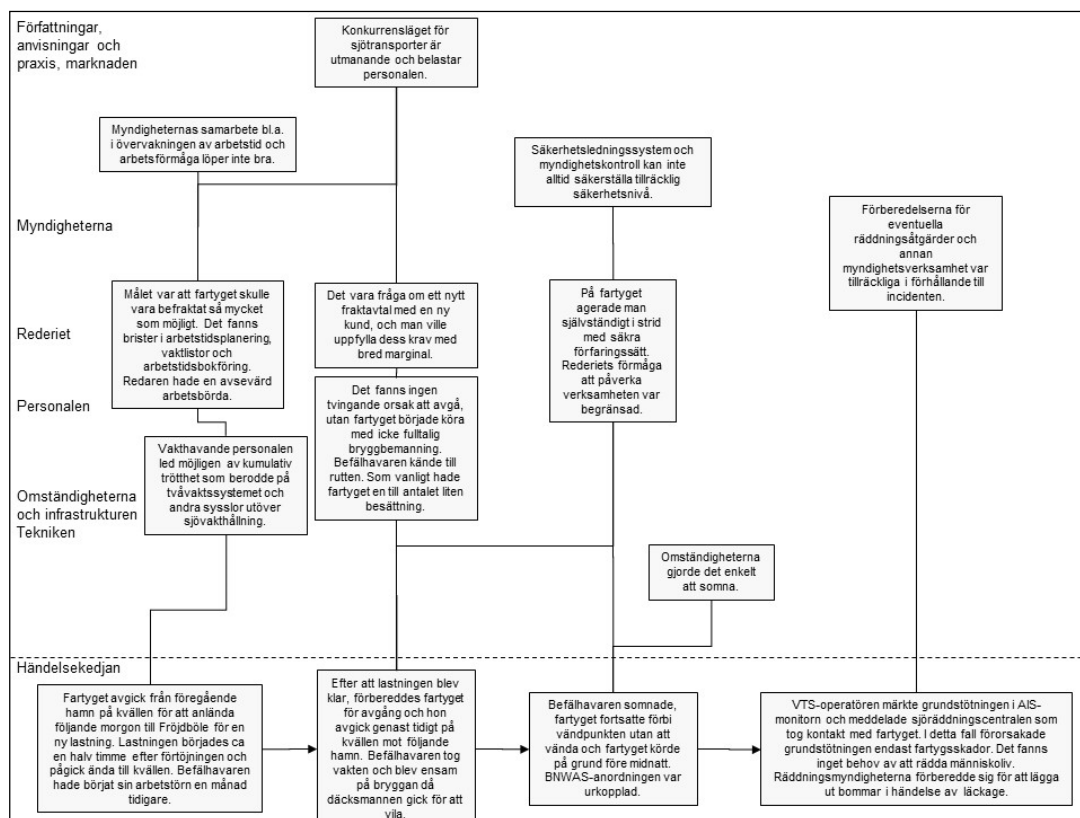 Författningar,
anvisningar och
praxis, marknaden
Konkurrensläget för
sjötransporter är
utmanande och belastar
personalen.
Myndigheternas samarbete bl.a.
i övervakningen av arbetstid och
arbetsförmåga löper inte bra.
Säkerhetsledningssystem och
myndighetskontroll kan inte
alltid säkerställa tillräcklig
säkerhetsnivå.
Myndigheterna
Förberedelserna för
eventuella
räddningsåtgärder och
annan
myndighetsverksamhet var
tillräckliga i förhållande till
incidenten.
Rederiet
Målet var att fartyget skulle
vara befraktat så mycket
som möjligt. Det fanns
brister i arbetstidsplanering,
vaktlistor och
arbetstidsbokföring.
Redaren hade en avsevärd
arbetsbörda.
Det vara fråga om ett nytt
fraktavtal med en ny
kund, och man ville
uppfylla dess krav med
bred marginal.
På fartyget
agerade man
självständigt i strid
med säkra
förfaringssätt.
Rederiets förmåga
att påverka
verksamheten var
begränsad.
Personalen
Det fanns ingen
tvingande orsak att avgå,
utan fartyget började köra
med icke fulltalig
bryggbemanning.
Befälhavaren kände till
rutten. Som vanligt hade
fartyget en till antalet liten
besättning.
Vakthavande personalen
led möjligen av kumulativ
trötthet som berodde på
tvåvaktssystemet och
andra sysslor utöver
sjövakthållning.
Omständigheterna
och infrastrukturen
Tekniken
Omständigheterna
gjorde det enkelt
att somna.
Händelsekedjan
Fartyget avgick från föregående
hamn på kvällen för att anlända
följande morgon till Fröjdböle för
en ny lastning. Lastningen börjades ca
en halv timme efter förtöjningen och
pågick ända till kvällen. Befälhavaren
hade börjat sin arbetstörn en månad
tidigare.
Efter att lastningen blev
klar, förbereddes fartyget
för avgång och hon
avgick genast tidigt på
kvällen mot följande
hamn. Befälhavaren tog
vakten och blev ensam
på bryggan då
däcksmannen gick för att
vila.
Befälhavaren somnade,
fartyget fortsatte förbi
vändpunkten utan att
vända och fartyget körde
på grund före midnatt.
BNWAS-anordningen var
urkopplad.
VTS-operatören märkte grundstötningen i AIS-
monitorn och meddelade sjöräddningscentralen som
tog kontakt med fartyget. I detta fall förorsakade
grundstötningen endast fartygsskador. Det fanns
inget behov av att rädda människoliv.
Räddningsmyndigheterna förberedde sig för att lägga
ut bommar i händelse av läckage.